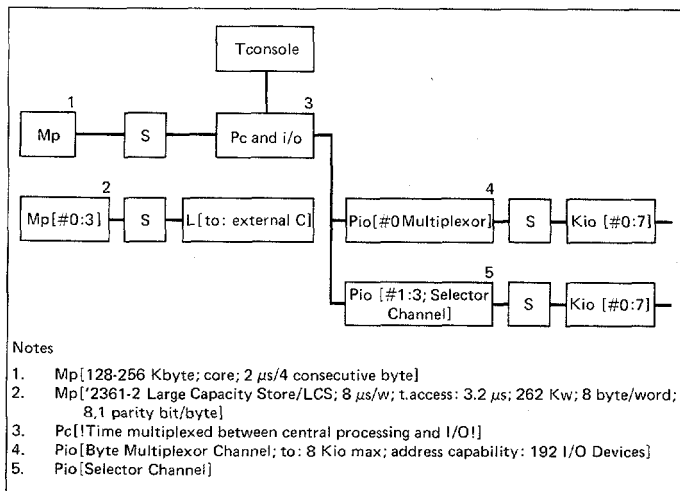 Tconsole
1
3
Mp
S
Pc and i/o
2
4
Mp[#0:3]
S
L[to: external C]
Pio[#0 Multiplexor]
S
Kio [#0:7]
5
Pio [#1:3; Selector
Channel]
S
Kio [#0:7]
Notes
1. Mp[128-256 Kbyte; core; 2 μs/4 consecutive byte]
2. Mp['2361-2 Large Capacity Store/LCS; 8 μs/w; t.access: 3.2 μs; 262 Kw; 8 byte/word;
8,1 parity bit/byte]
3. Pc[!Time multiplexed between central processing and I/O!]
4. Pio[Byte Multiplexor Channel; to: 8 Kio max; address capability: 192 I/O Devices]
5. Pio[Selector Channel]